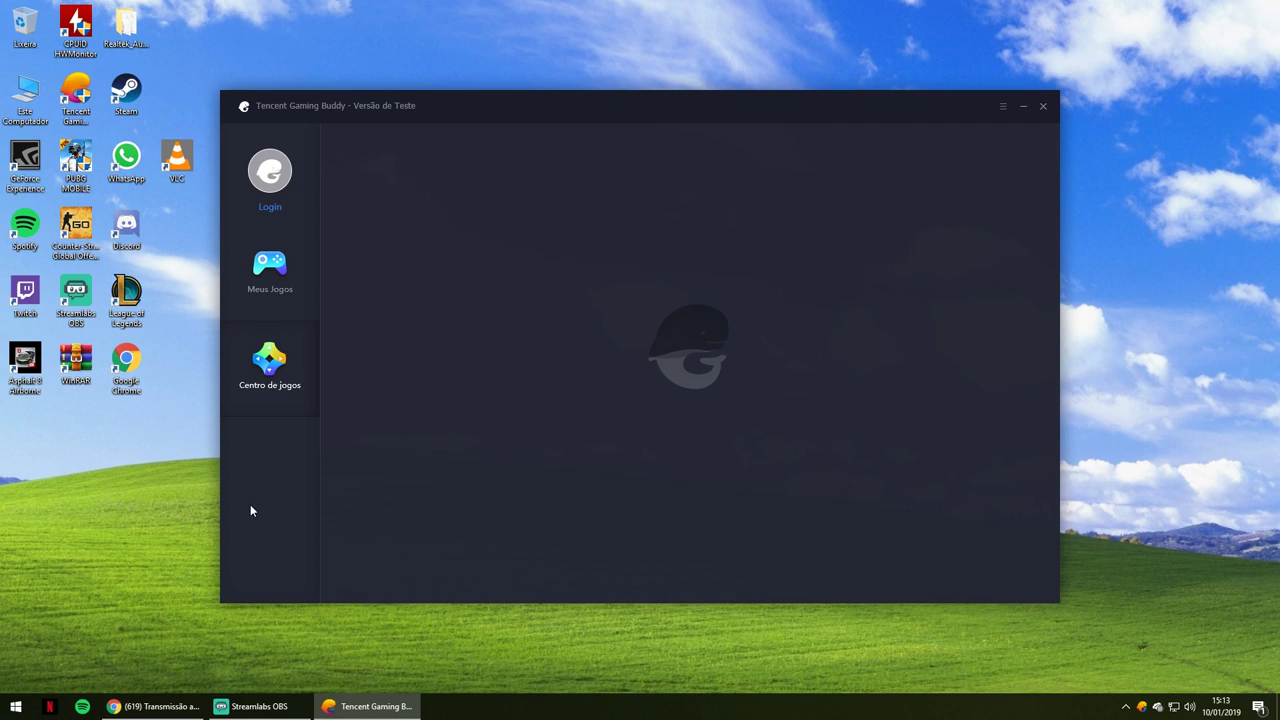 Lixeira
CPUID
HWMonitor
Realtek_Au...
Este
Computador
Tencent
Gami...
Steam
GeForce
Experience
PUBG
MOBILE
WhatsApp
VLC
Spotify
Counter-Str...
Global Offe...
Discord
Twitch
Streamlabs
OBS
League of
Legends
Asphalt 8
Airborne
WinRAR
Google
Chrome
Tencent Gaming Buddy - Versão de Teste
Login
Meus Jogos
Centro de jogos
(619) Transmissão a...
Streamlabs OBS
Tencent Gaming B...
15:13
10/01/2019
1